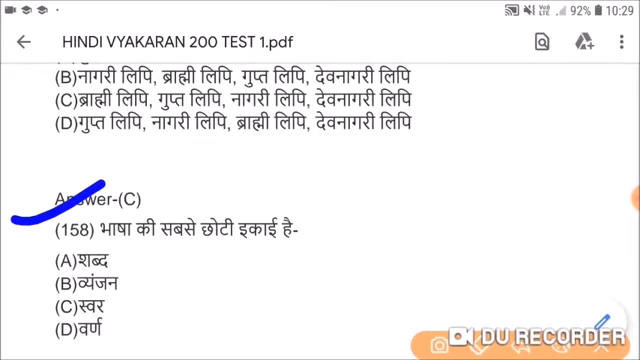 92% 10:29
HINDI VYAKARAN 200 TEST 1.pdf
(B)नागरी लिपि, ब्राह्मी लिपि, गुप्त लिपि, देवनागरी लिपि
(C)ब्राह्मी लिपि, गुप्त लिपि, नागरी लिपि, देवनागरी लिपि
(D)गुप्त लिपि, नागरी लिपि, ब्राह्मी लिपि, देवनागरी लिपि
Answer-(C)
(158) भाषा की सबसे छोटी इकाई है-
(A)शब्द
(B)व्यंजन
(C)स्वर
(D)वर्ण
DU RECORDER